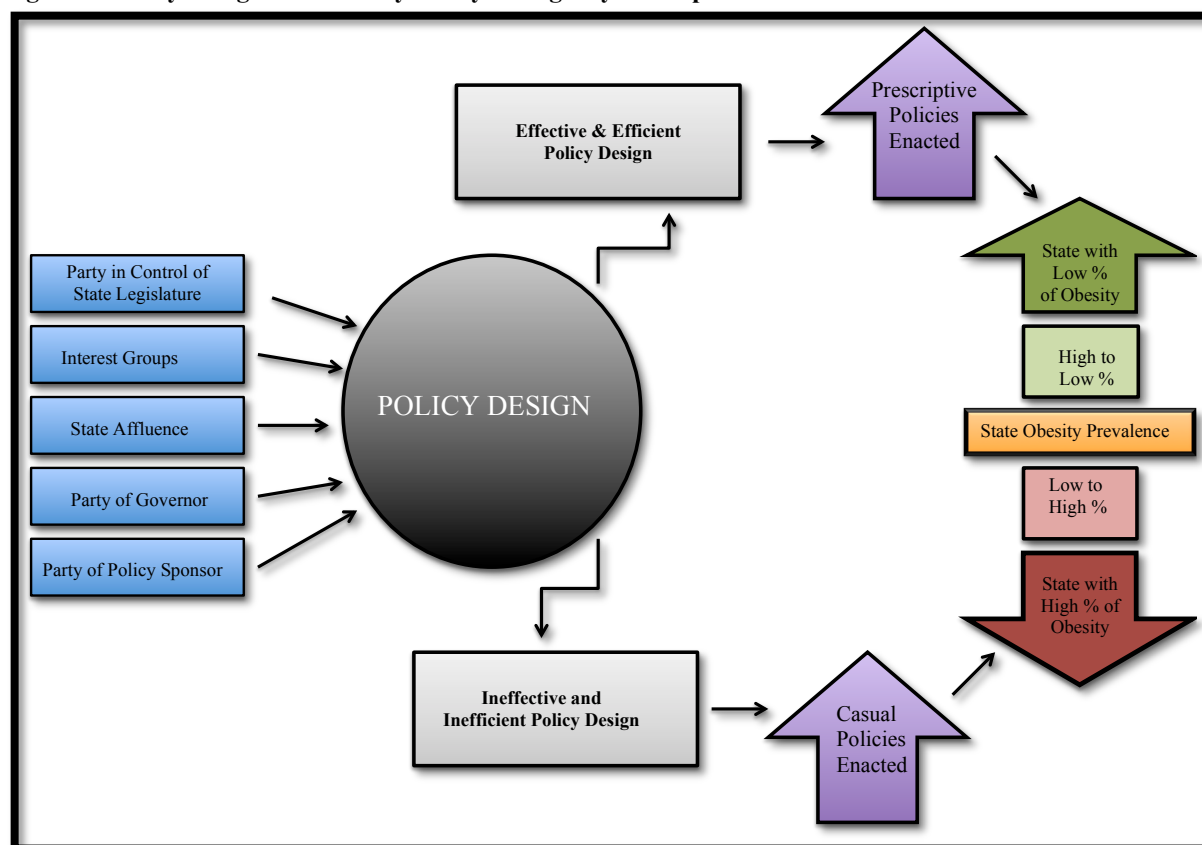 Effective & Efficient
Policy Design
Prescriptive
Policies
Enacted
Party in Control of
State Legislature
Interest Groups
State Affluence
Party of Governor
Party of Policy Sponsor
POLICY DESIGN
State with
Low %
of Obesity
High to
Low %
State Obesity Prevalence
Low to
High %
State with
High % of
Obesity
Ineffective and
Inefficient Policy Design
Casual
Policies
Enacted